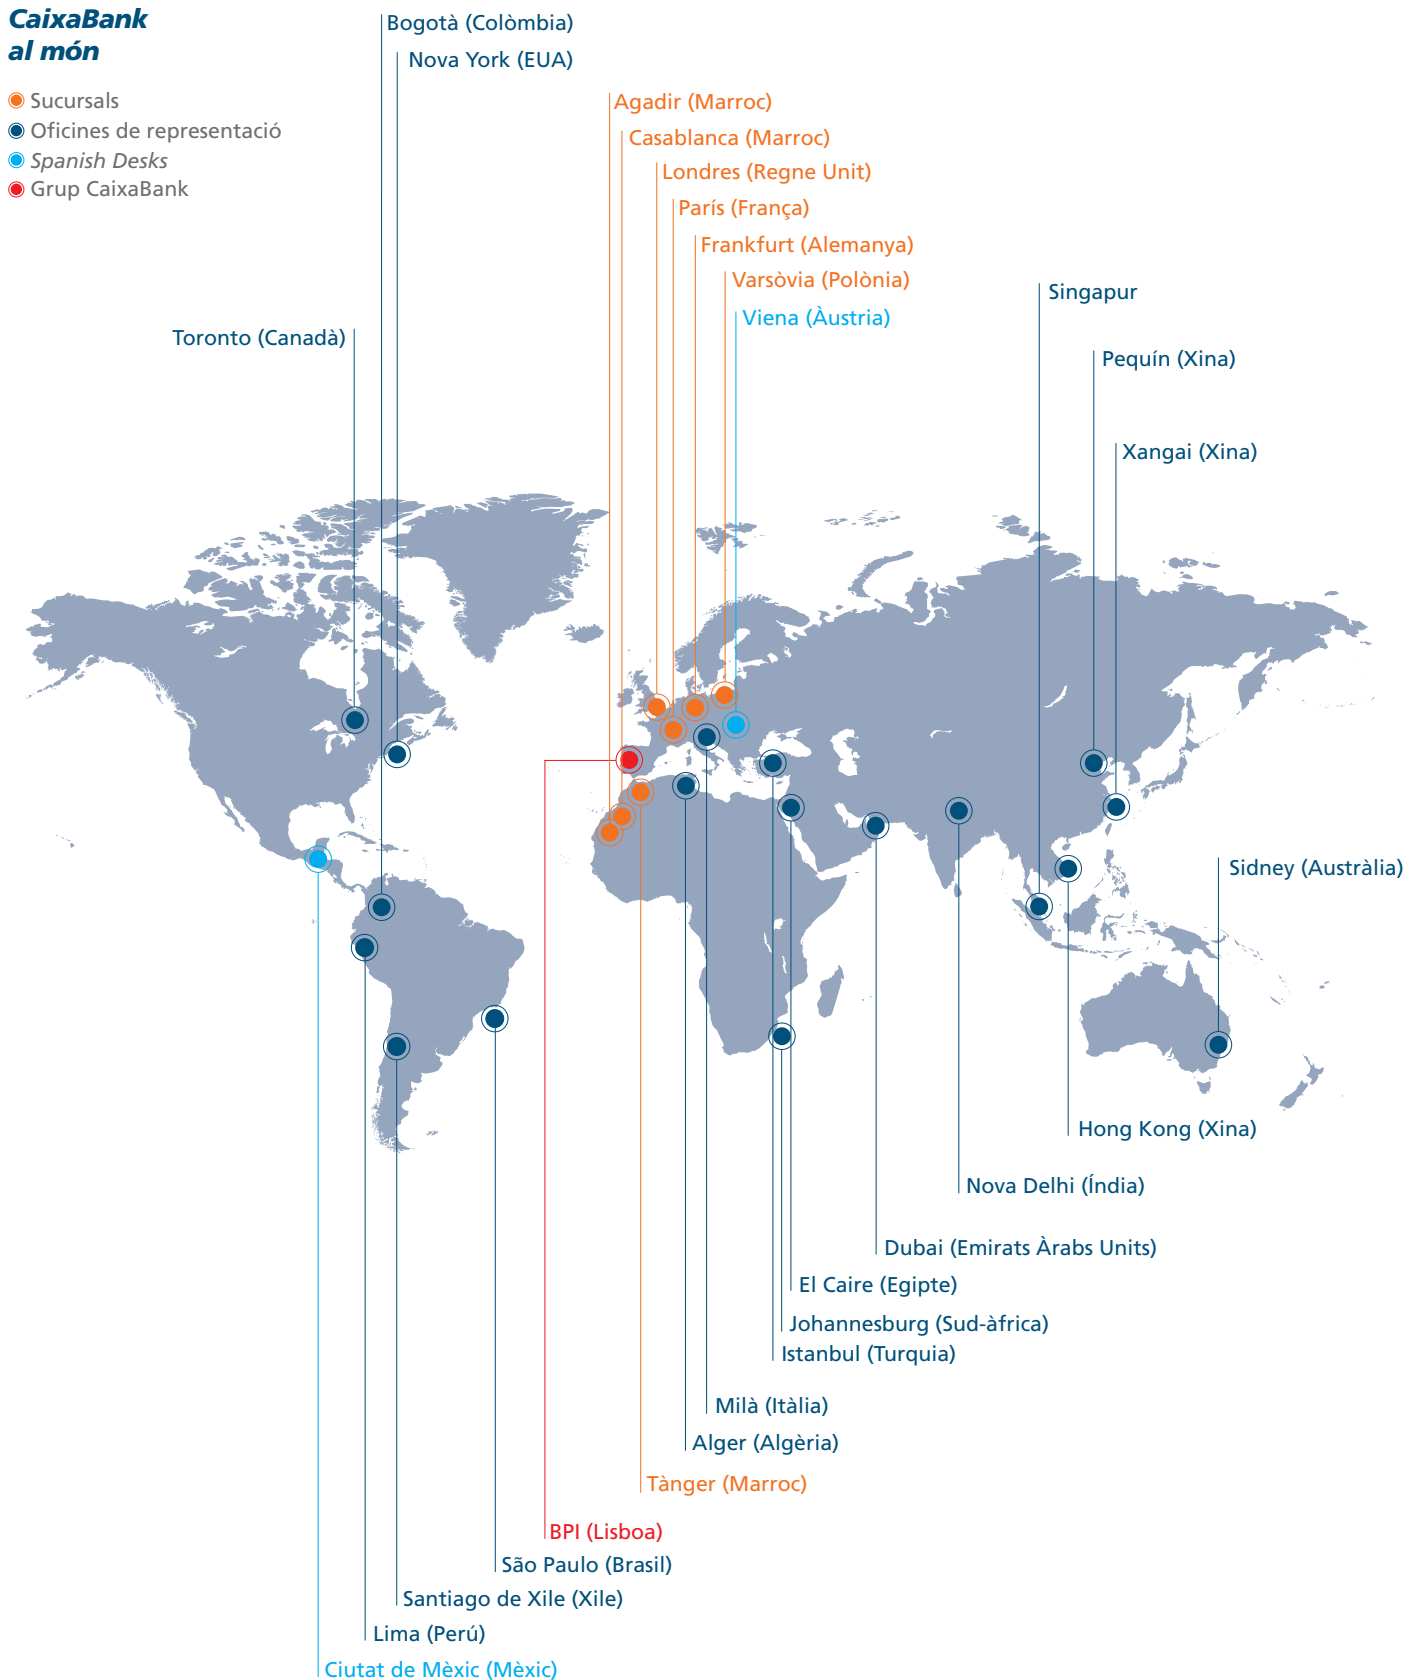 CaixaBank
al món
Sucursals
Oficines de representació
Spanish Desks
Grup CaixaBank
Bogotà (Colòmbia)
Nova York (EUA)
Agadir (Marroc)
Casablanca (Marroc)
Londres (Regne Unit)
París (França)
Frankfurt (Alemanya)
Varsòvia (Polònia)
Singapur
Viena (Àustria)
Toronto (Canadà)
Pequín (Xina)
Xangai (Xina)
Sidney (Austràlia)
Hong Kong (Xina)
Nova Delhi (Índia)
Dubai (Emirats Àrabs Units)
El Caire (Egipte)
Johannesburg (Sud-àfrica)
Istanbul (Turquia)
Milà (Itàlia)
Alger (Algèria)
Tànger (Marroc)
BPI (Lisboa)
São Paulo (Brasil)
Santiago de Xile (Xile)
Lima (Perú)
Ciutat de Mèxic (Mèxic)